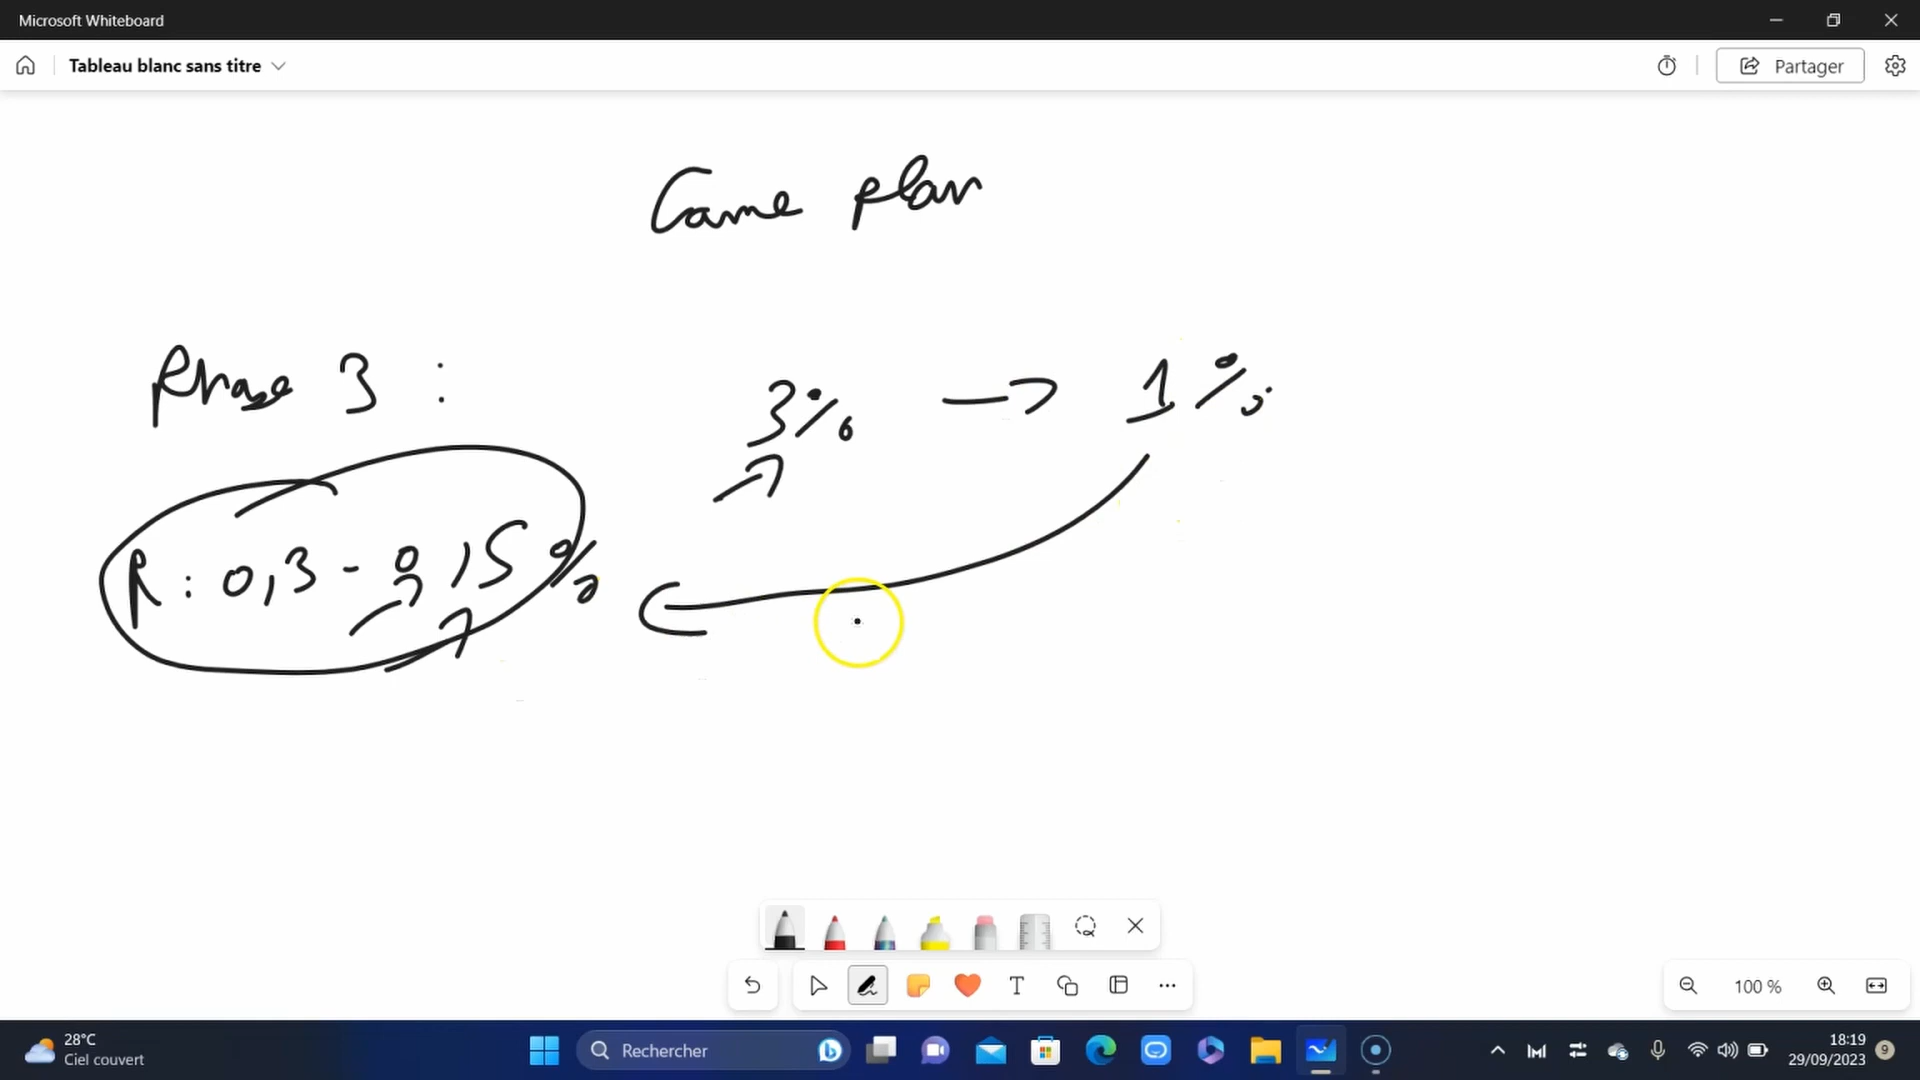 Microsoft Whiteboard
Tableau blanc sans titre
Partager
Game plan
Phase 3 : 3% → 1%
R : 0,3 - 0,15%
100 %
28°C
Ciel couvert
Rechercher
18:19
29/09/2023
9